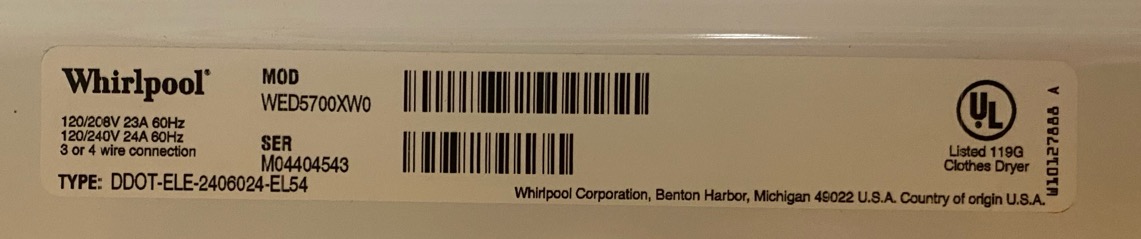 Whirlpool®
120/208V 23A 60Hz
120/240V 24A 60Hz
3 or 4 wire connection
MOD
WED5700XW0
SER
M04404543
TYPE: DDOT-ELE-2406024-EL54
UL
Listed 119G
Clothes Dryer
W10127888 A
Whirlpool Corporation, Benton Harbor, Michigan 49022 U.S.A. Country of origin U.S.A.